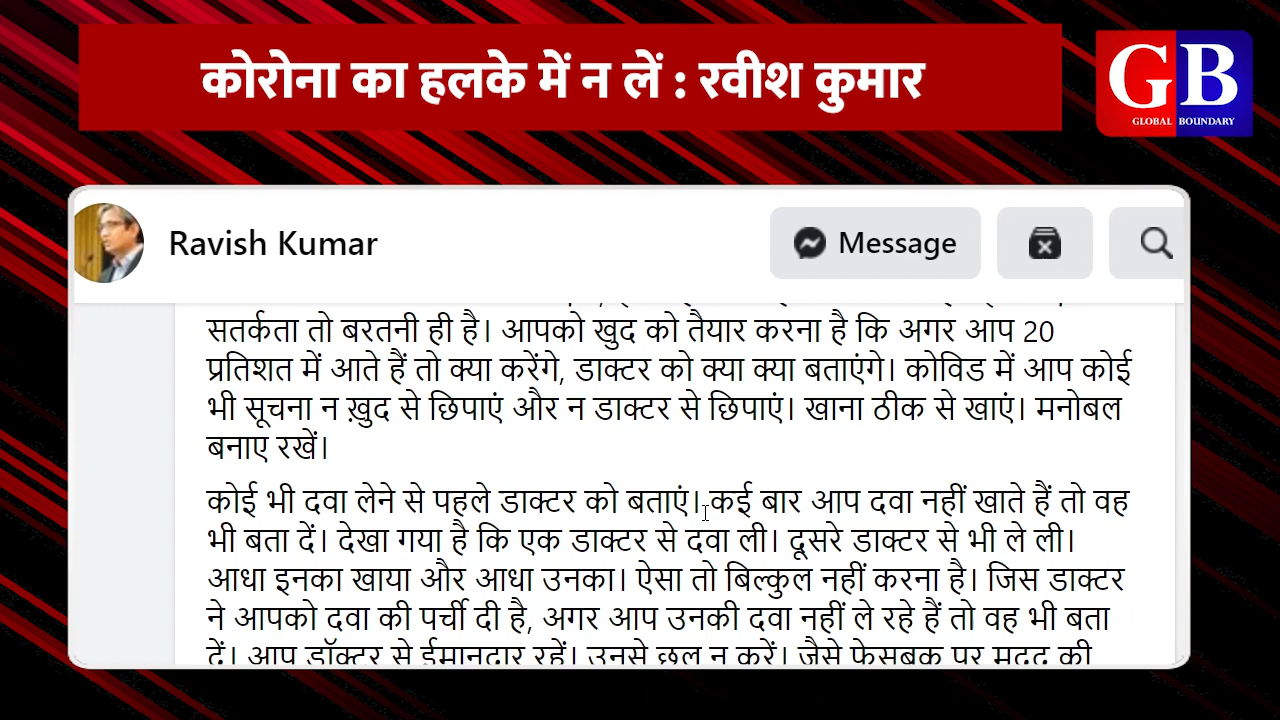 कोरोना का हलके में न लें : रवीश कुमार
GB
GLOBAL BOUNDARY
Ravish Kumar
Message
सतर्कता तो बरतनी ही है। आपको खुद को तैयार करना है कि अगर आप 20
प्रतिशत में आते हैं तो क्या करेंगे, डाक्टर को क्या क्या बताएंगे। कोविड में आप कोई
भी सूचना न ख़ुद से छिपाएं और न डाक्टर से छिपाएं। खाना ठीक से खाएं। मनोबल
बनाए रखें।
कोई भी दवा लेने से पहले डाक्टर को बताएं। कई बार आप दवा नहीं खाते हैं तो वह
भी बता दें। देखा गया है कि एक डाक्टर से दवा ली। दूसरे डाक्टर से भी ले ली।
आधा इनका खाया और आधा उनका। ऐसा तो बिल्कुल नहीं करना है। जिस डाक्टर
ने आपको दवा की पर्ची दी है, अगर आप उनकी दवा नहीं ले रहे हैं तो वह भी बता
दें। आप डॉक्टर से ईमानदार रहें। उनसे छल न करें। जैसे फेसबुक पर मदद की